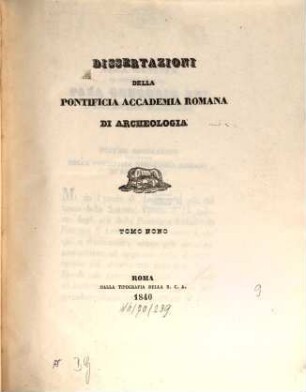 DISSERTAZIONI
DELLA
PONTIFICIA ACCADEMIA ROMANA
DI ARCHEOLOGIA
TOMO NONO
ROMA
DALLA TIPOGRAFIA DELLA R. C. A.
1840
9